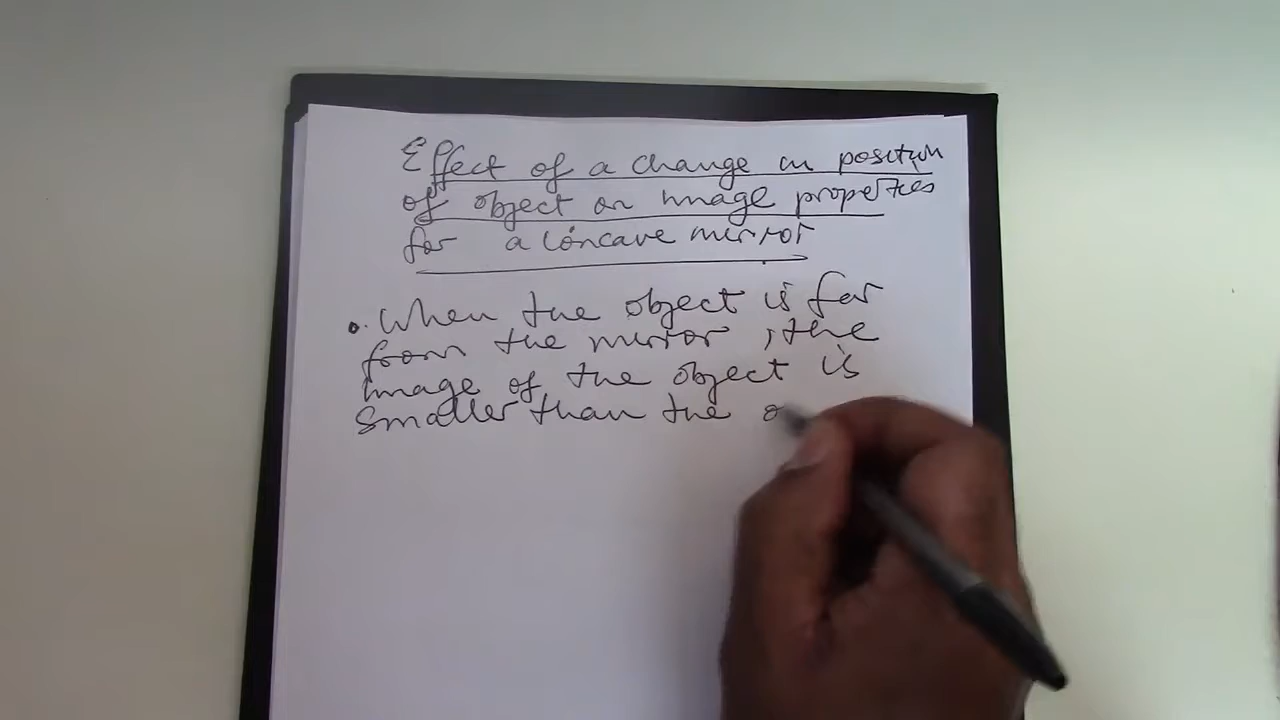 Effect of a change in position
of object on image properties
for a concave mirror
. When the object is far
from the mirror, the
image of the object is
smaller than the o